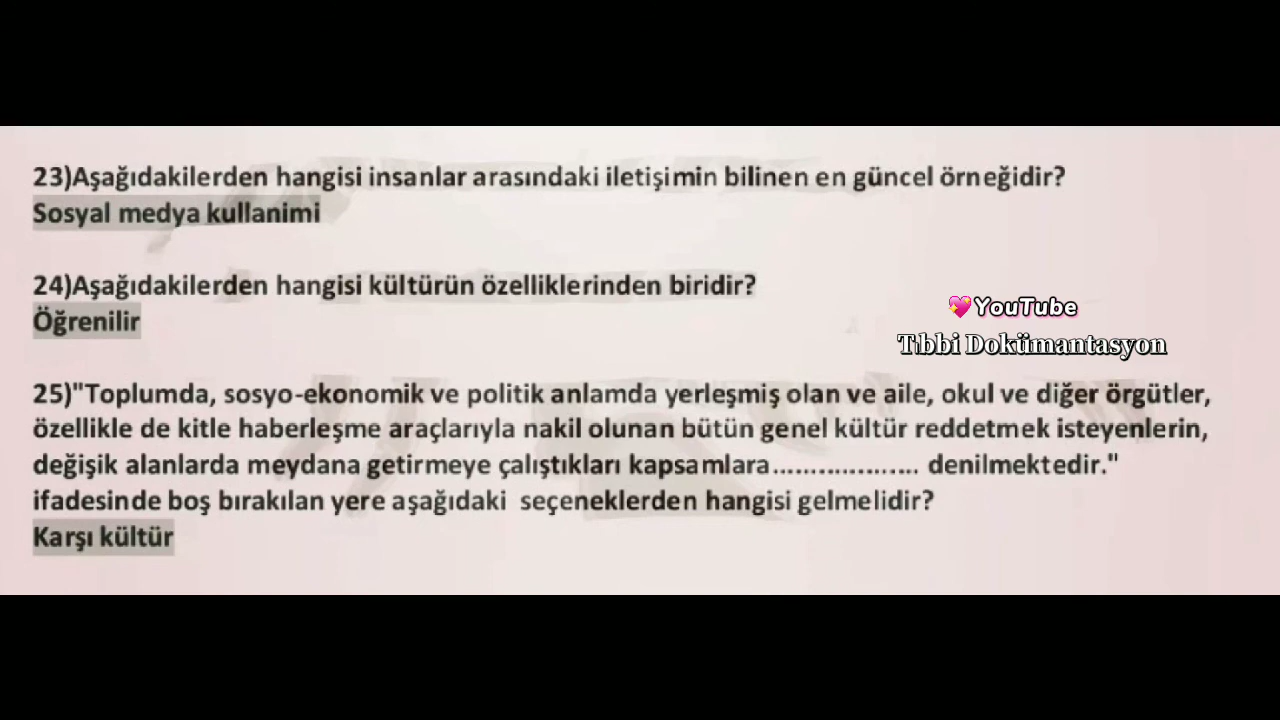 23)Aşağıdakilerden hangisi insanlar arasındaki iletişimin bilinen en güncel örneğidir?
Sosyal medya kullanimi
24)Aşağıdakilerden hangisi kültürün özelliklerinden biridir?
Öğrenilir
💖YouTube
Tıbbi Dokümantasyon
25)"Toplumda, sosyo-ekonomik ve politik anlamda yerleşmiş olan ve aile, okul ve diğer örgütler,
özellikle de kitle haberleşme araçlarıyla nakil olunan bütün genel kültür reddetmek isteyenlerin,
değişik alanlarda meydana getirmeye çalıştıkları kapsamlara................... denilmektedir."
ifadesinde boş bırakılan yere aşağıdaki seçeneklerden hangisi gelmelidir?
Karşı kültür